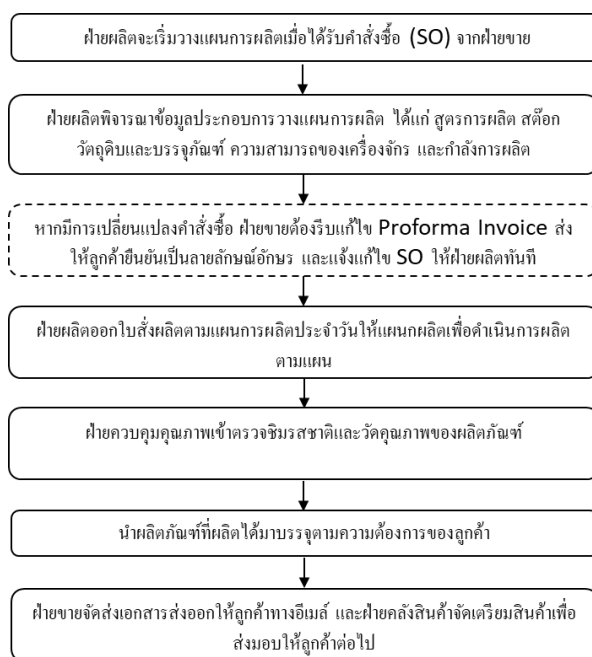 ฝ่ายผลิตจะเริ่มวางแผนการผลิตเมื่อได้รับคำสั่งซื้อ (SO) จากฝ่ายขาย
ฝ่ายผลิตพิจารณาข้อมูลประกอบการวางแผนการผลิต ได้แก่ สูตรการผลิต สต๊อก
วัตถุดิบและบรรจุภัณฑ์ ความสามารถของเครื่องจักร และกำลังการผลิต
หากมีการเปลี่ยนแปลงคำสั่งซื้อ ฝ่ายขายต้องรีบแก้ไข Proforma Invoice ส่ง
ให้ลูกค้ายืนยันเป็นลายลักษณ์อักษร และแจ้งแก้ไข SO ให้ฝ่ายผลิตทันที
ฝ่ายผลิตออกใบสั่งผลิตตามแผนการผลิตประจำวันให้แผนกผลิตเพื่อดำเนินการผลิต
ตามแผน
ฝ่ายควบคุมคุณภาพเข้าตรวจชิมรสชาติและวัดคุณภาพของผลิตภัณฑ์
นำผลิตภัณฑ์ที่ผลิตได้มาบรรจุตามความต้องการของลูกค้า
ฝ่ายขายจัดส่งเอกสารส่งออกให้ลูกค้าทางอีเมล์ และฝ่ายคลังสินค้าจัดเตรียมสินค้าเพื่อ
ส่งมอบให้ลูกค้าต่อไป